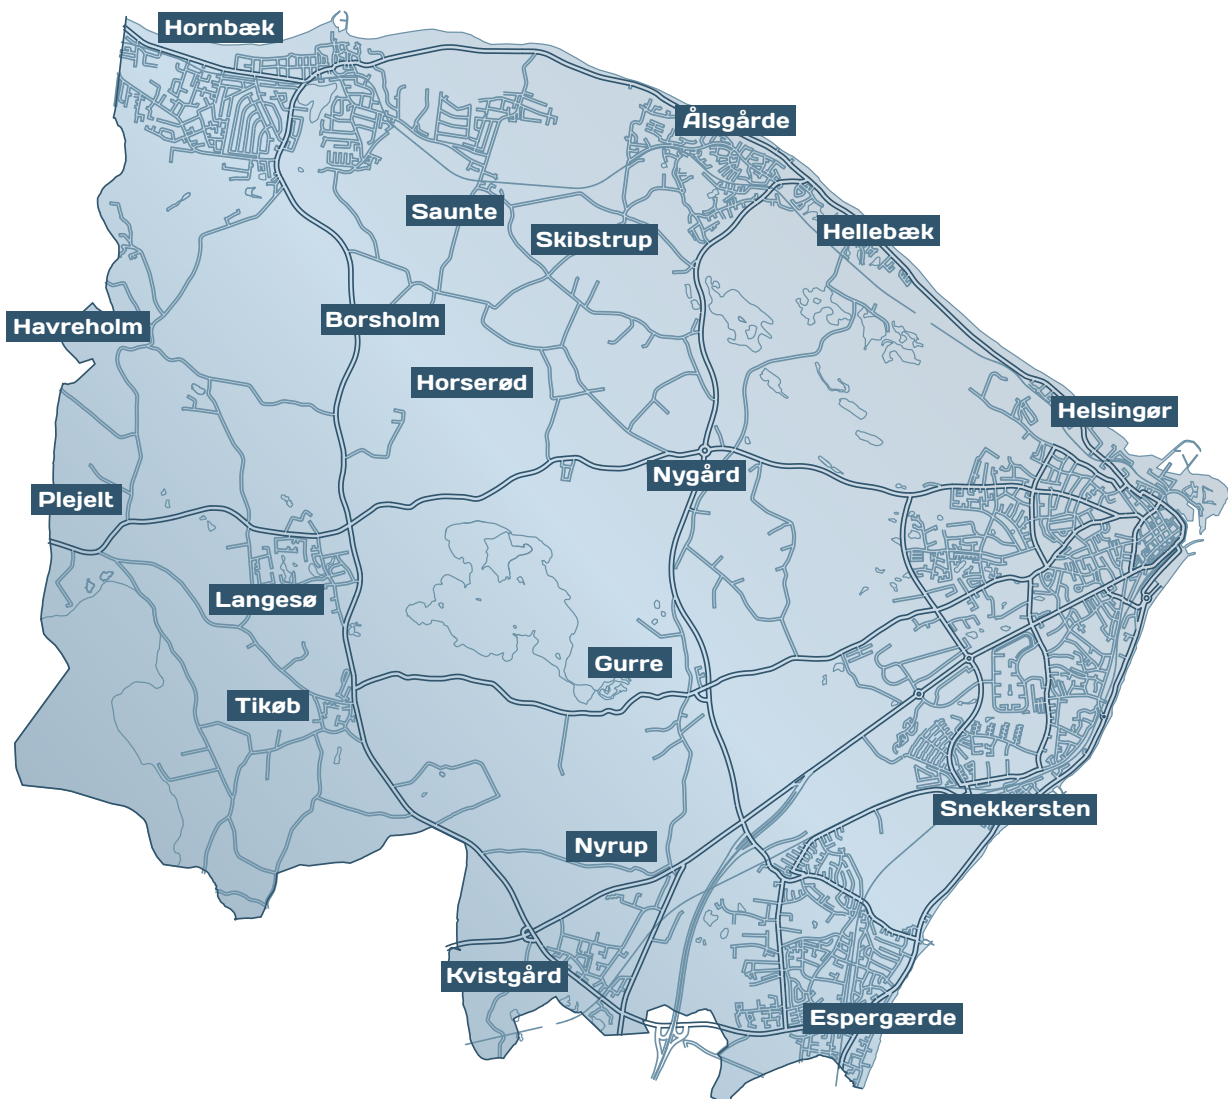 Hornbæk
Ålsgårde
Saunte
Skibstrup
Hellebæk
Havreholm
Borsholm
Horserød
Helsingør
Nygård
Plejelt
Langesø
Gurre
Tikøb
Snekkersten
Nyrup
Kvistgård
Espergærde